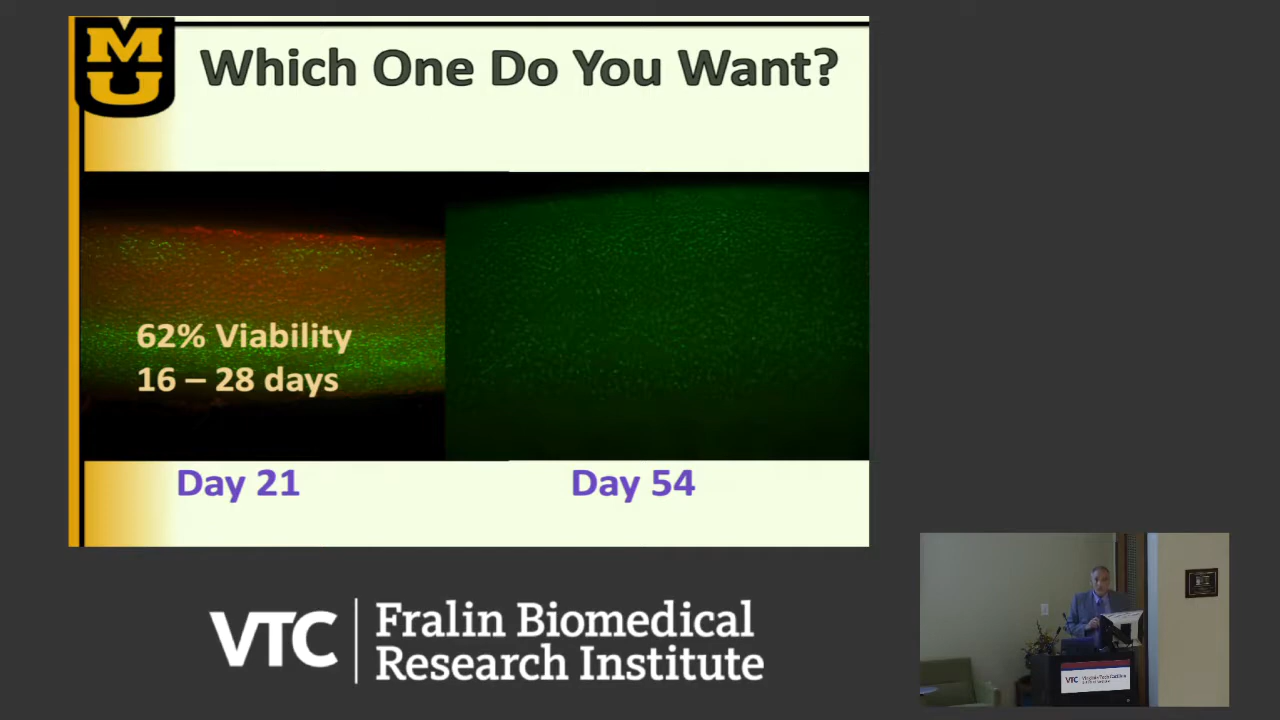 MU
Which One Do You Want?
62% Viability
16 – 28 days
Day 21
Day 54
VTC
Fralin Biomedical
Research Institute
VTC